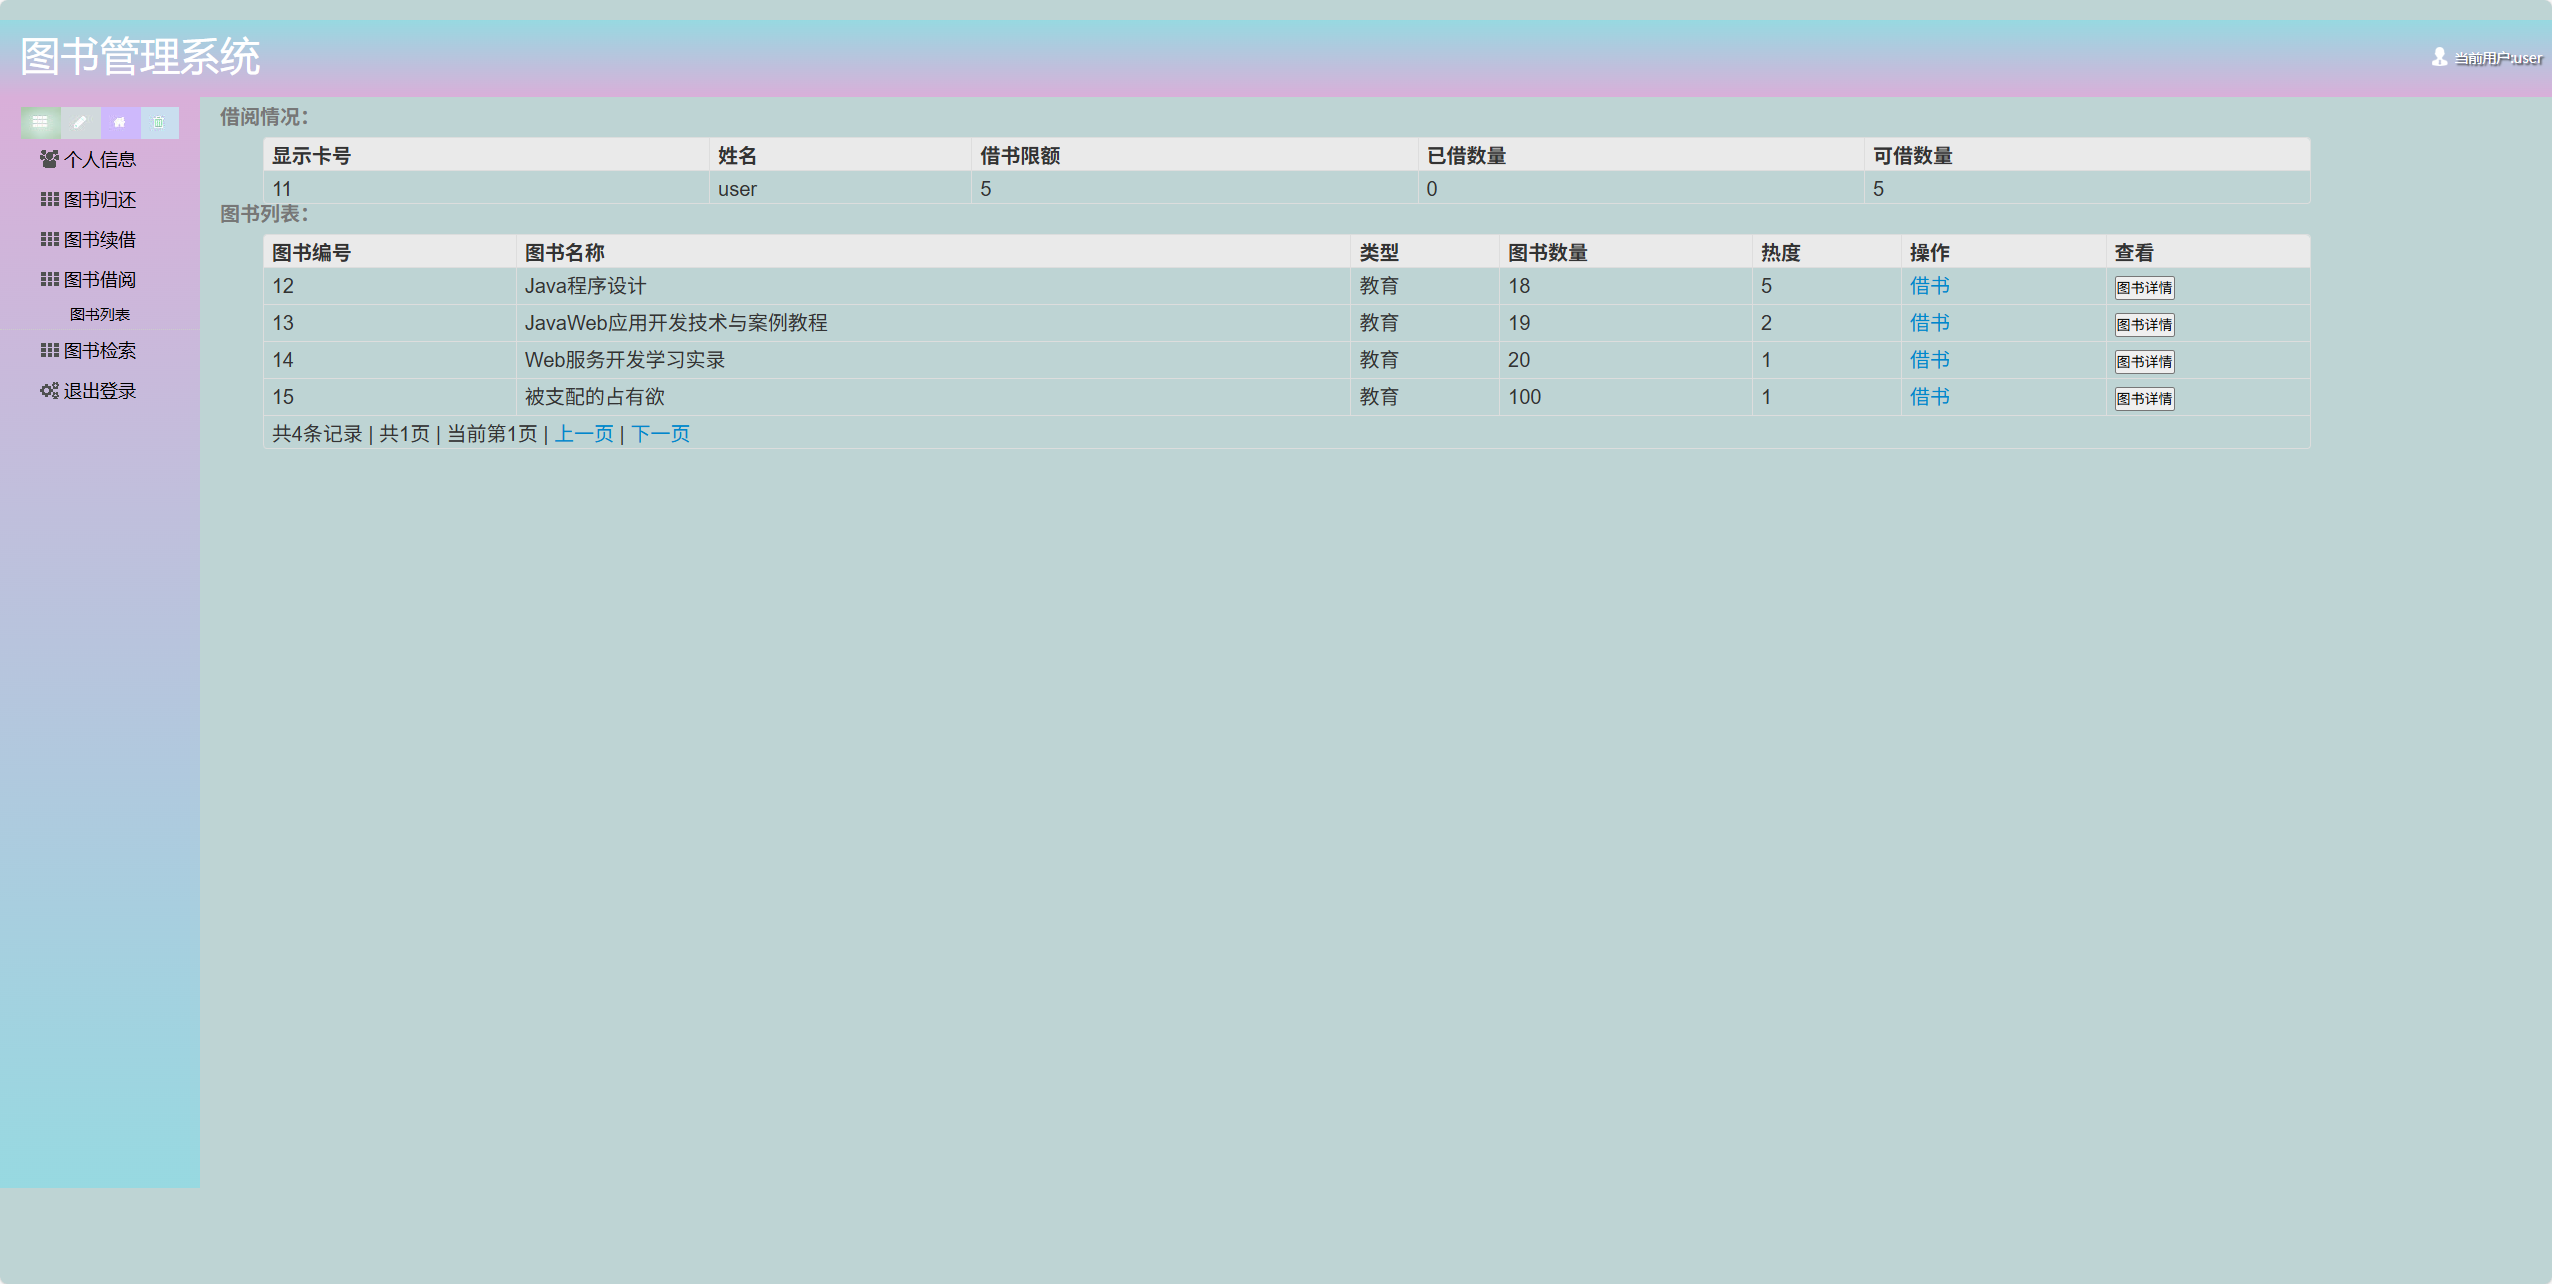 图书管理系统
当前用户:user
个人信息
图书归还
图书续借
图书借阅
图书列表
图书检索
退出登录
借阅情况：
显示卡号 姓名 借书限额 已借数量 可借数量
11 user 5 0 5
图书列表：
图书编号 图书名称 类型 图书数量 热度 操作 查看
12 Java程序设计 教育 18 5 借书 图书详情
13 JavaWeb应用开发技术与案例教程 教育 19 2 借书 图书详情
14 Web服务开发学习实录 教育 20 1 借书 图书详情
15 被支配的占有欲 教育 100 1 借书 图书详情
共4条记录 | 共1页 | 当前第1页 | 上一页 | 下一页